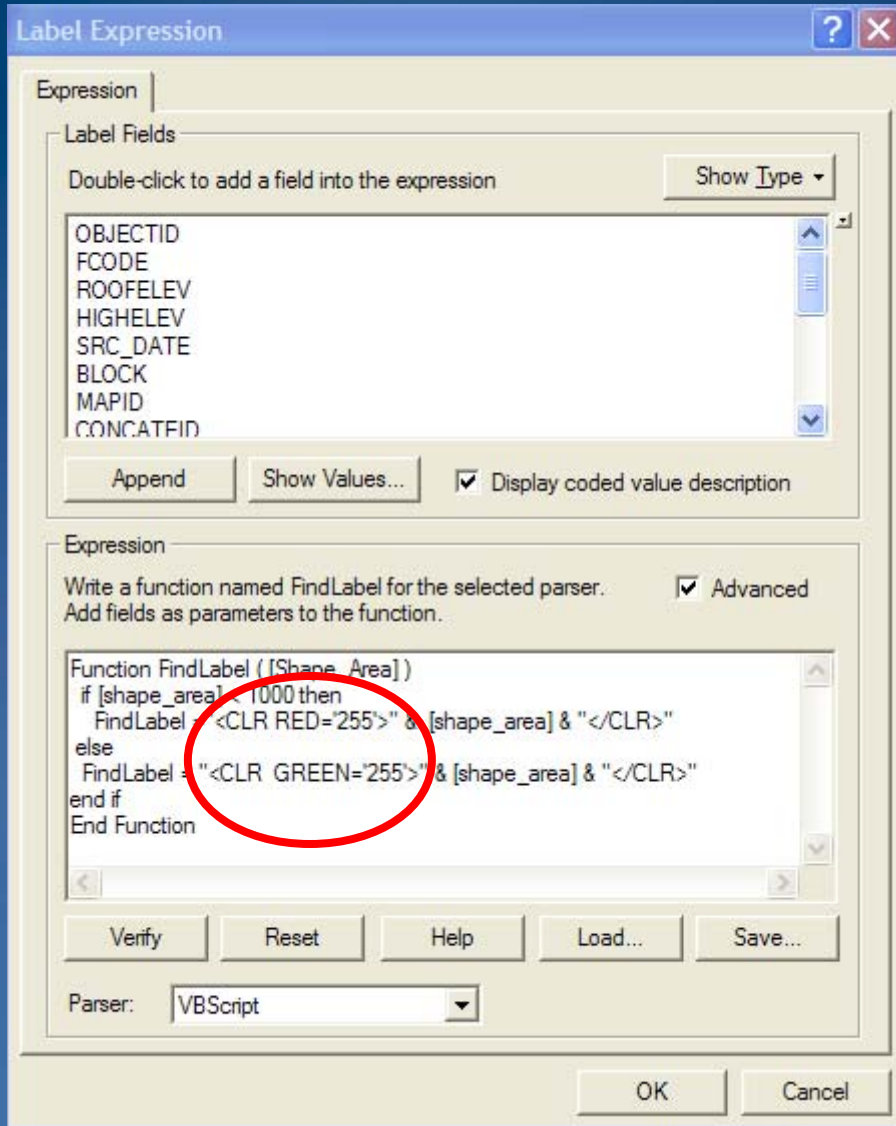 Label Expression
Expression
Label Fields
Double-click to add a field into the expression
Show Type
OBJECTID
FCODE
ROOFELEV
HIGHELEV
SRC_DATE
BLOCK
MAPID
CONCATEID
Append
Show Values...
Display coded value description
Expression
Write a function named FindLabel for the selected parser.
Add fields as parameters to the function.
Advanced
Function FindLabel ( [Shape_Area] )
if [shape_area] < 1000 then
FindLabel = "<CLR RED='255'>" & [shape_area] & "</CLR>"
else
FindLabel = "<CLR GREEN='255'>" & [shape_area] & "</CLR>"
end if
End Function
Verify
Reset
Help
Load...
Save...
Parser:
VBScript
OK
Cancel